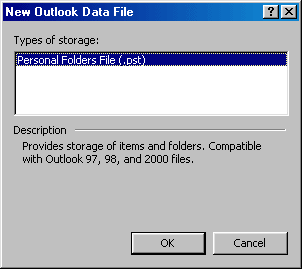 New Outlook Data File
Types of storage:
Personal Folders File (.pst)
Description
Provides storage of items and folders. Compatible
with Outlook 97, 98, and 2000 files.
OK
Cancel